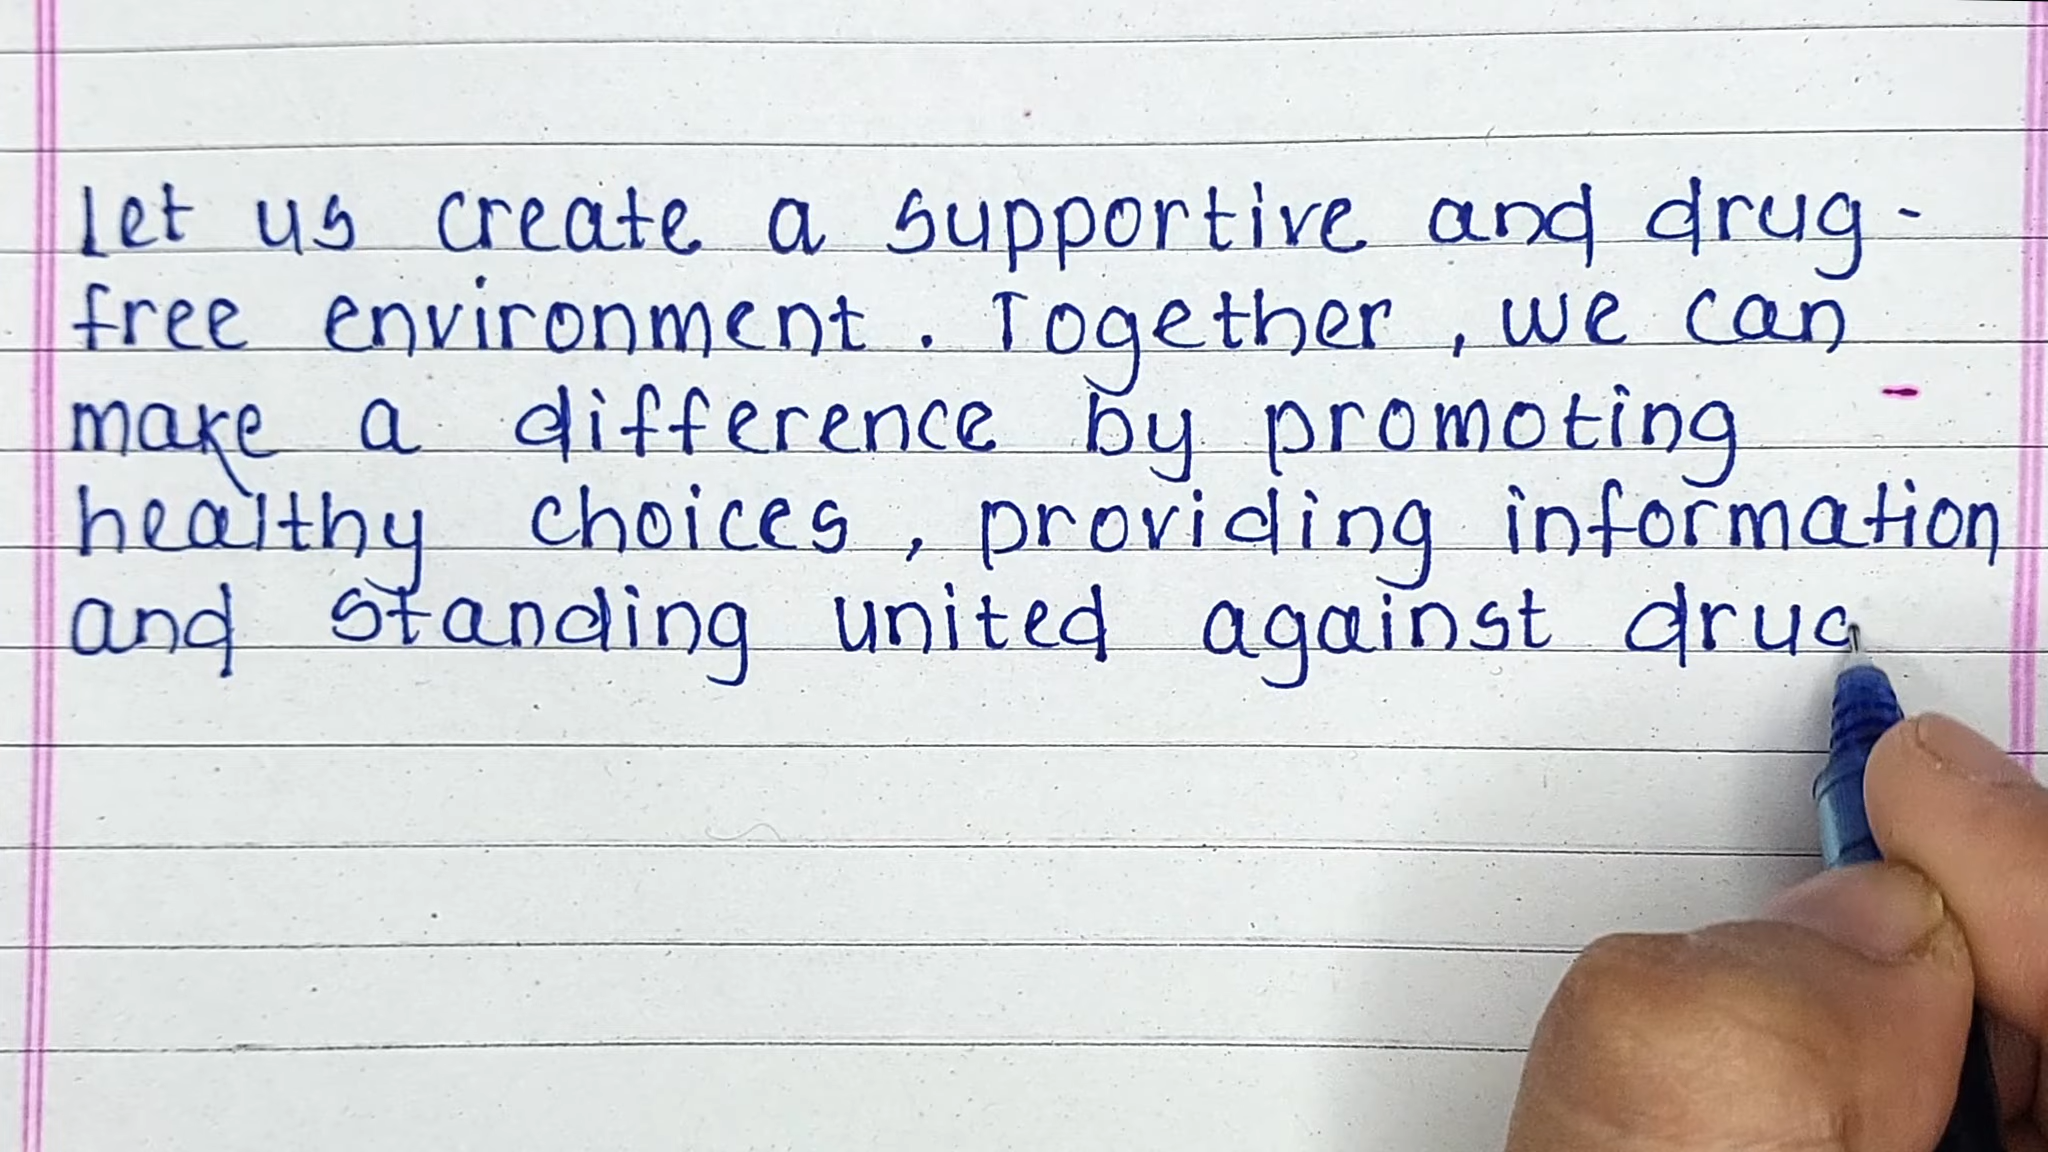 Let us create a supportive and drug-
free environment. Together, we can
make a difference by promoting
healthy choices, providing information
and standing united against